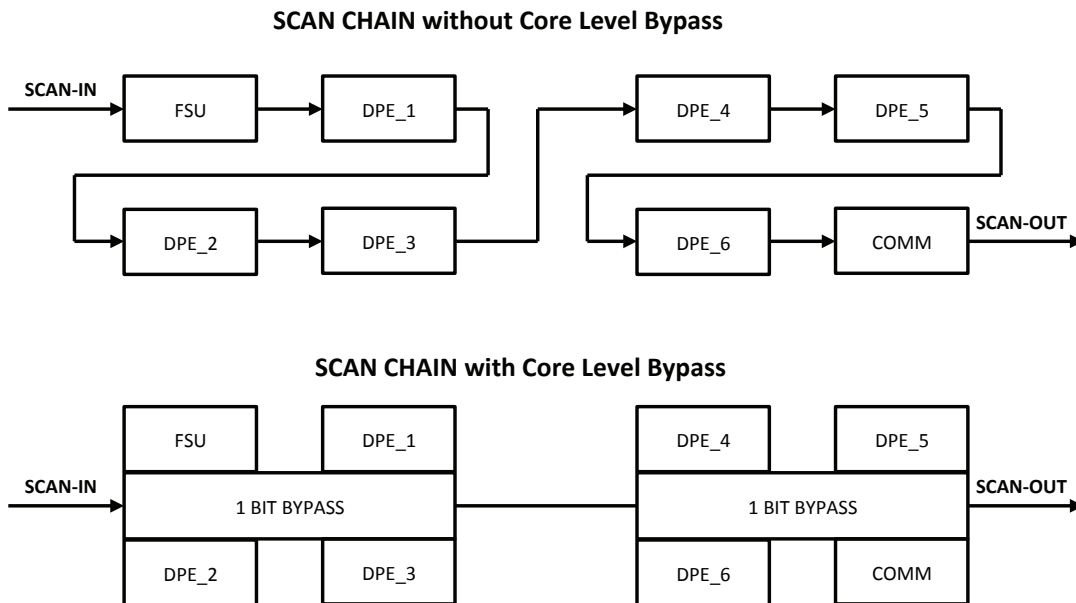 SCAN CHAIN without Core Level Bypass
SCAN-IN
FSU
DPE_1
DPE_4
DPE_5
DPE_2
DPE_3
DPE_6
COMM
SCAN-OUT
SCAN CHAIN with Core Level Bypass
FSU
DPE_1
DPE_4
DPE_5
SCAN-IN
1 BIT BYPASS
1 BIT BYPASS
SCAN-OUT
DPE_2
DPE_3
DPE_6
COMM